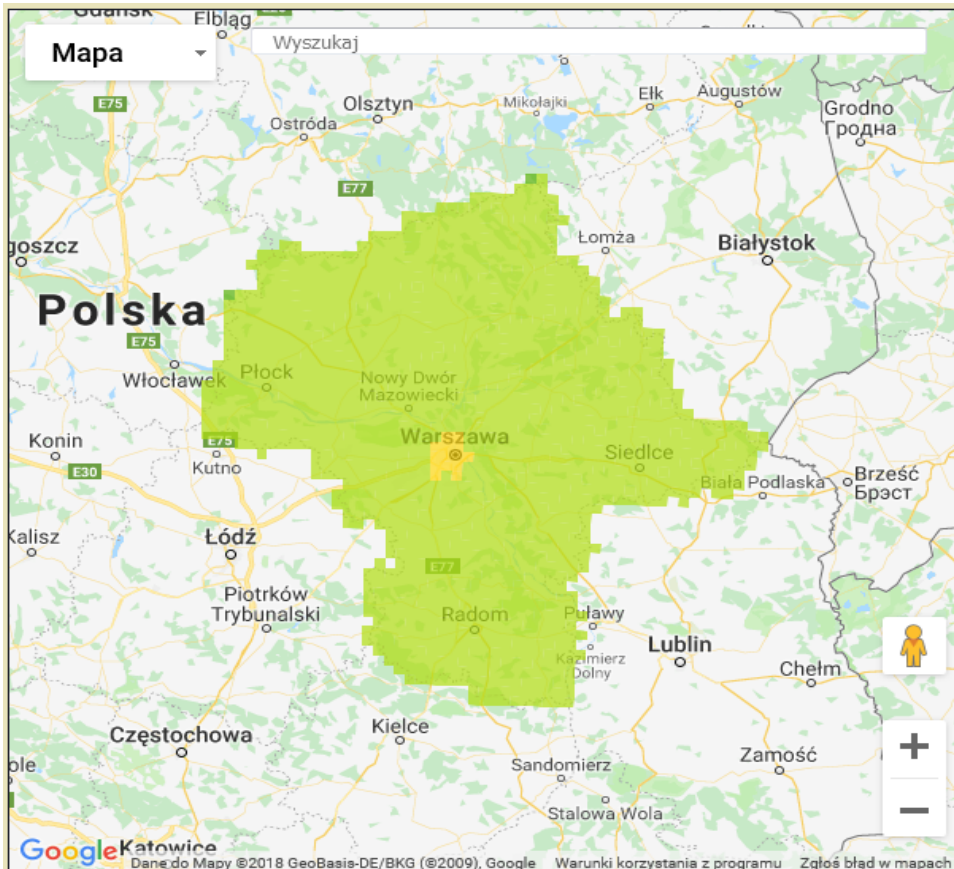 Gdańsk
Elbląg
Mapa
Wyszukaj
E75
Olsztyn
Mikołajki
Ełk
Augustów
Ostróda
Grodno
Гродна
E77
goszcz
Łomża
Białystok
Polska
E75
Włocławek
Płock
Nowy Dwór
Mazowiecki
Konin
E75
Warszawa
Siedlce
E30
Kutno
Biała Podlaska
Brześć
Брэст
Kalisz
Łódź
E77
Piotrków
Trybunalski
Radom
Puławy
Lublin
Kazimierz
Dolny
Chełm
Kielce
Częstochowa
Zamość
ole
Sandomierz
Stalowa Wola
+
−
Google
Katowice
Dane do Mapy ©2018 GeoBasis-DE/BKG (©2009), Google Warunki korzystania z programu Zgłoś błąd w mapach